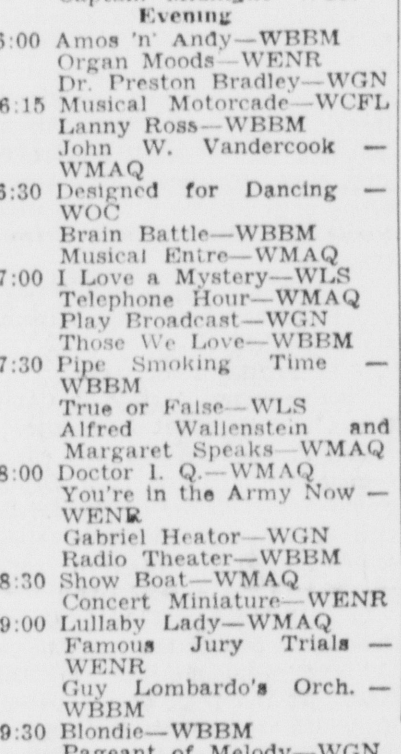 Evening
6:00 Amos 'n' Andy—WBBM
Organ Moods—WENR
Dr. Preston Bradley—WGN
6:15 Musical Motorcade—WCFL
Lanny Ross—WBBM
John W. Vandercook —
WMAQ
6:30 Designed for Dancing —
WOC
Brain Battle—WBBM
Musical Entre—WMAQ
7:00 I Love a Mystery—WLS
Telephone Hour—WMAQ
Play Broadcast—WGN
Those We Love—WBBM
7:30 Pipe Smoking Time —
WBBM
True or False—WLS
Alfred Wallenstein and
Margaret Speaks—WMAQ
8:00 Doctor I. Q.—WMAQ
You're in the Army Now —
WENR
Gabriel Heator—WGN
Radio Theater—WBBM
8:30 Show Boat—WMAQ
Concert Miniature—WENR
9:00 Lullaby Lady—WMAQ
Famous Jury Trials —
WENR
Guy Lombardo's Orch. —
WBBM
9:30 Blondie—WBBM
Pageant of Melody—WGN